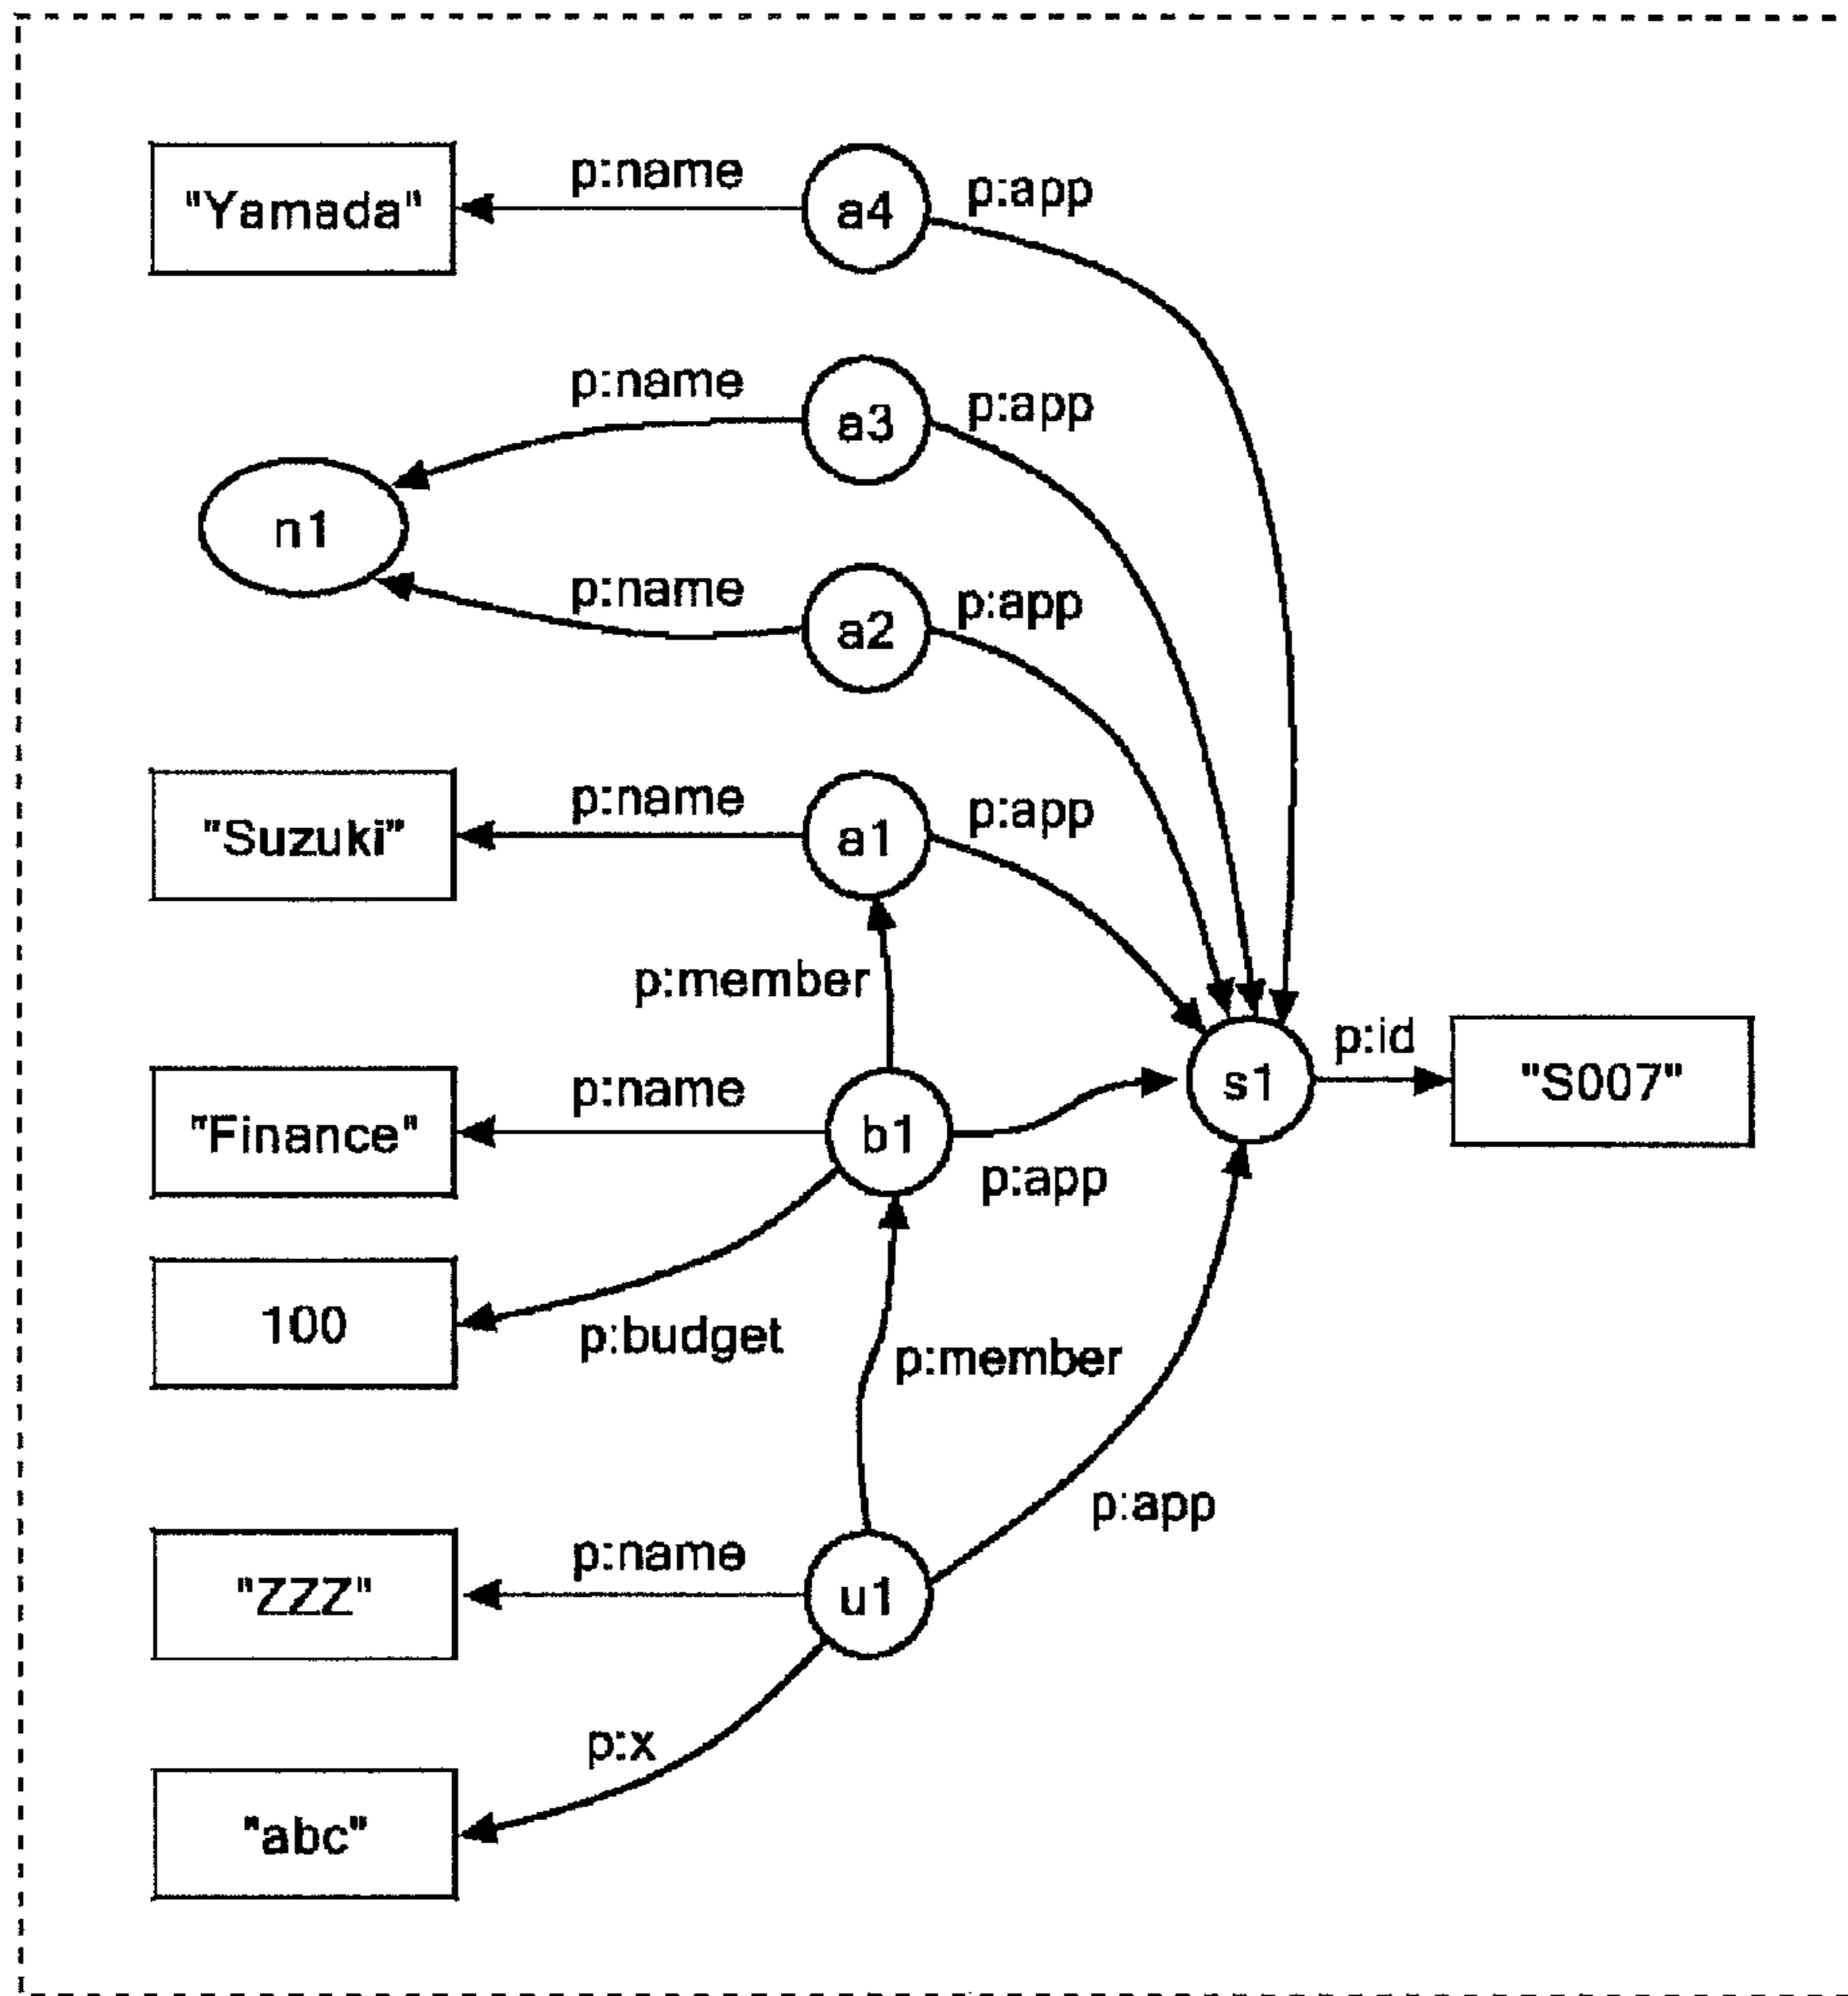 p:name
p:app
"Yamada"
a4
p:name
p:app
a3
n1
p:name
p:app
a2
p:name
p:app
"Suzuki"
a1
p:member
p:id
p:name
s1
"S007"
"Finance"
b1
p:app
100
p:budget
p:member
p:app
p:name
"ZZZ"
u1
p:x
"abc"